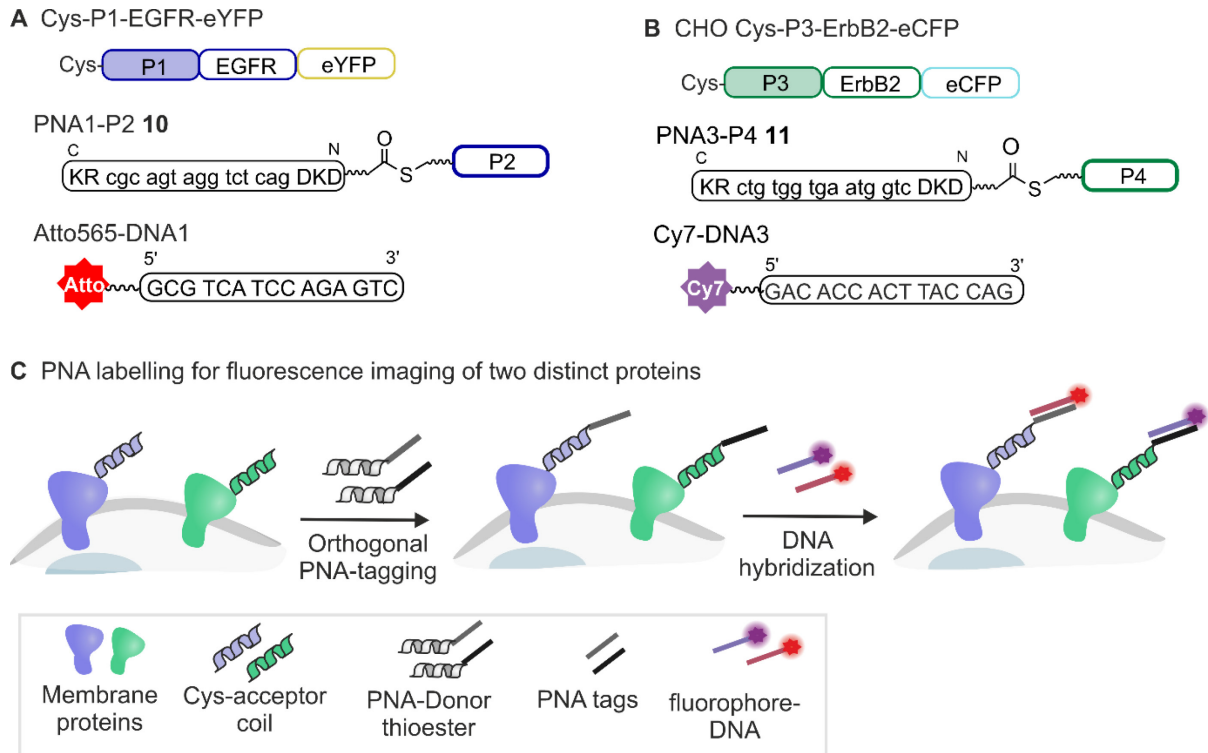 A Cys-P1-EGFR-eYFP
Cys- P1 EGFR eYFP
PNA1-P2 10
C N
KR cgc agt agg tct cag DKD O S P2
Atto565-DNA1
5' 3'
Atto GCG TCA TCC AGA GTC
B CHO Cys-P3-ErbB2-eCFP
Cys- P3 ErbB2 eCFP
PNA3-P4 11
C N
KR ctg tgg tga atg gtc DKD O S P4
Cy7-DNA3
5' 3'
Cy7 GAC ACC ACT TAC CAG
C PNA labelling for fluorescence imaging of two distinct proteins
Orthogonal
PNA-tagging
DNA
hybridization
Membrane
proteins
Cys-acceptor
coil
PNA-Donor
thioester
PNA tags
fluorophore-
DNA